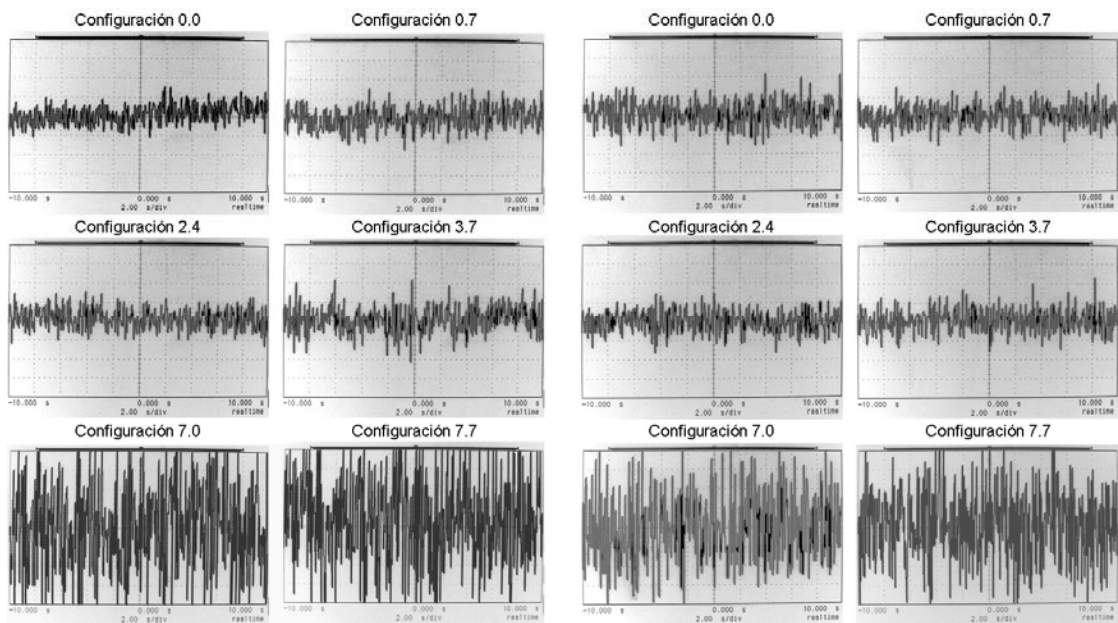 Configuración 0.0 Configuración 0.7 Configuración 0.0 Configuración 0.7
-10.000 s 0.000 s 10.000 s -10.000 s 0.000 s 10.000 s -10.000 s 0.000 s 10.000 s -10.000 s 0.000 s 10.000 s
2.00 s/div realtime 2.00 s/div realtime 2.00 s/div realtime 2.00 s/div realtime
Configuración 2.4 Configuración 3.7 Configuración 2.4 Configuración 3.7
-10.000 s 0.000 s 10.000 s -10.000 s 0.000 s 10.000 s -10.000 s 0.000 s 10.000 s -10.000 s 0.000 s 10.000 s
2.00 s/div realtime 2.00 s/div realtime 2.00 s/div realtime 2.00 s/div realtime
Configuración 7.0 Configuración 7.7 Configuración 7.0 Configuración 7.7
-10.000 s 0.000 s 10.000 s -10.000 s 0.000 s 10.000 s -10.000 s 0.000 s 10.000 s -10.000 s 0.000 s 10.000 s
2.00 s/div realtime 2.00 s/div realtime 2.00 s/div realtime 2.00 s/div realtime